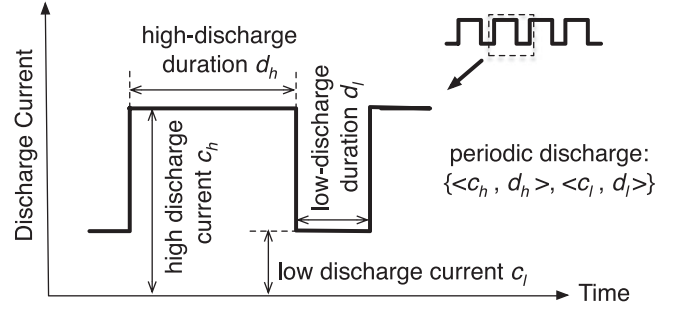 high-discharge
duration d_h
Discharge Current
high discharge
current c_h
low-discharge
duration d_l
periodic discharge:
{<c_h , d_h >, <c_l , d_l>}
low discharge current c_l
Time